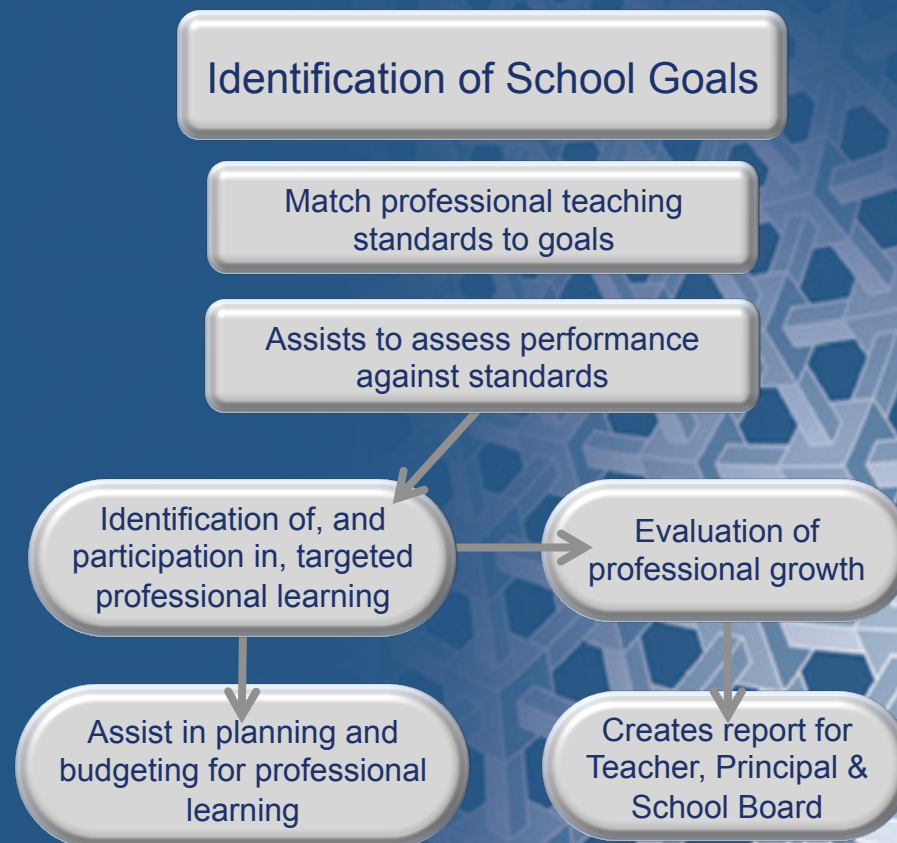 Identification of School Goals
Match professional teaching
standards to goals
Assists to assess performance
against standards
Identification of, and
participation in, targeted
professional learning
Evaluation of
professional growth
Assist in planning and
budgeting for professional
learning
Creates report for
Teacher, Principal &
School Board